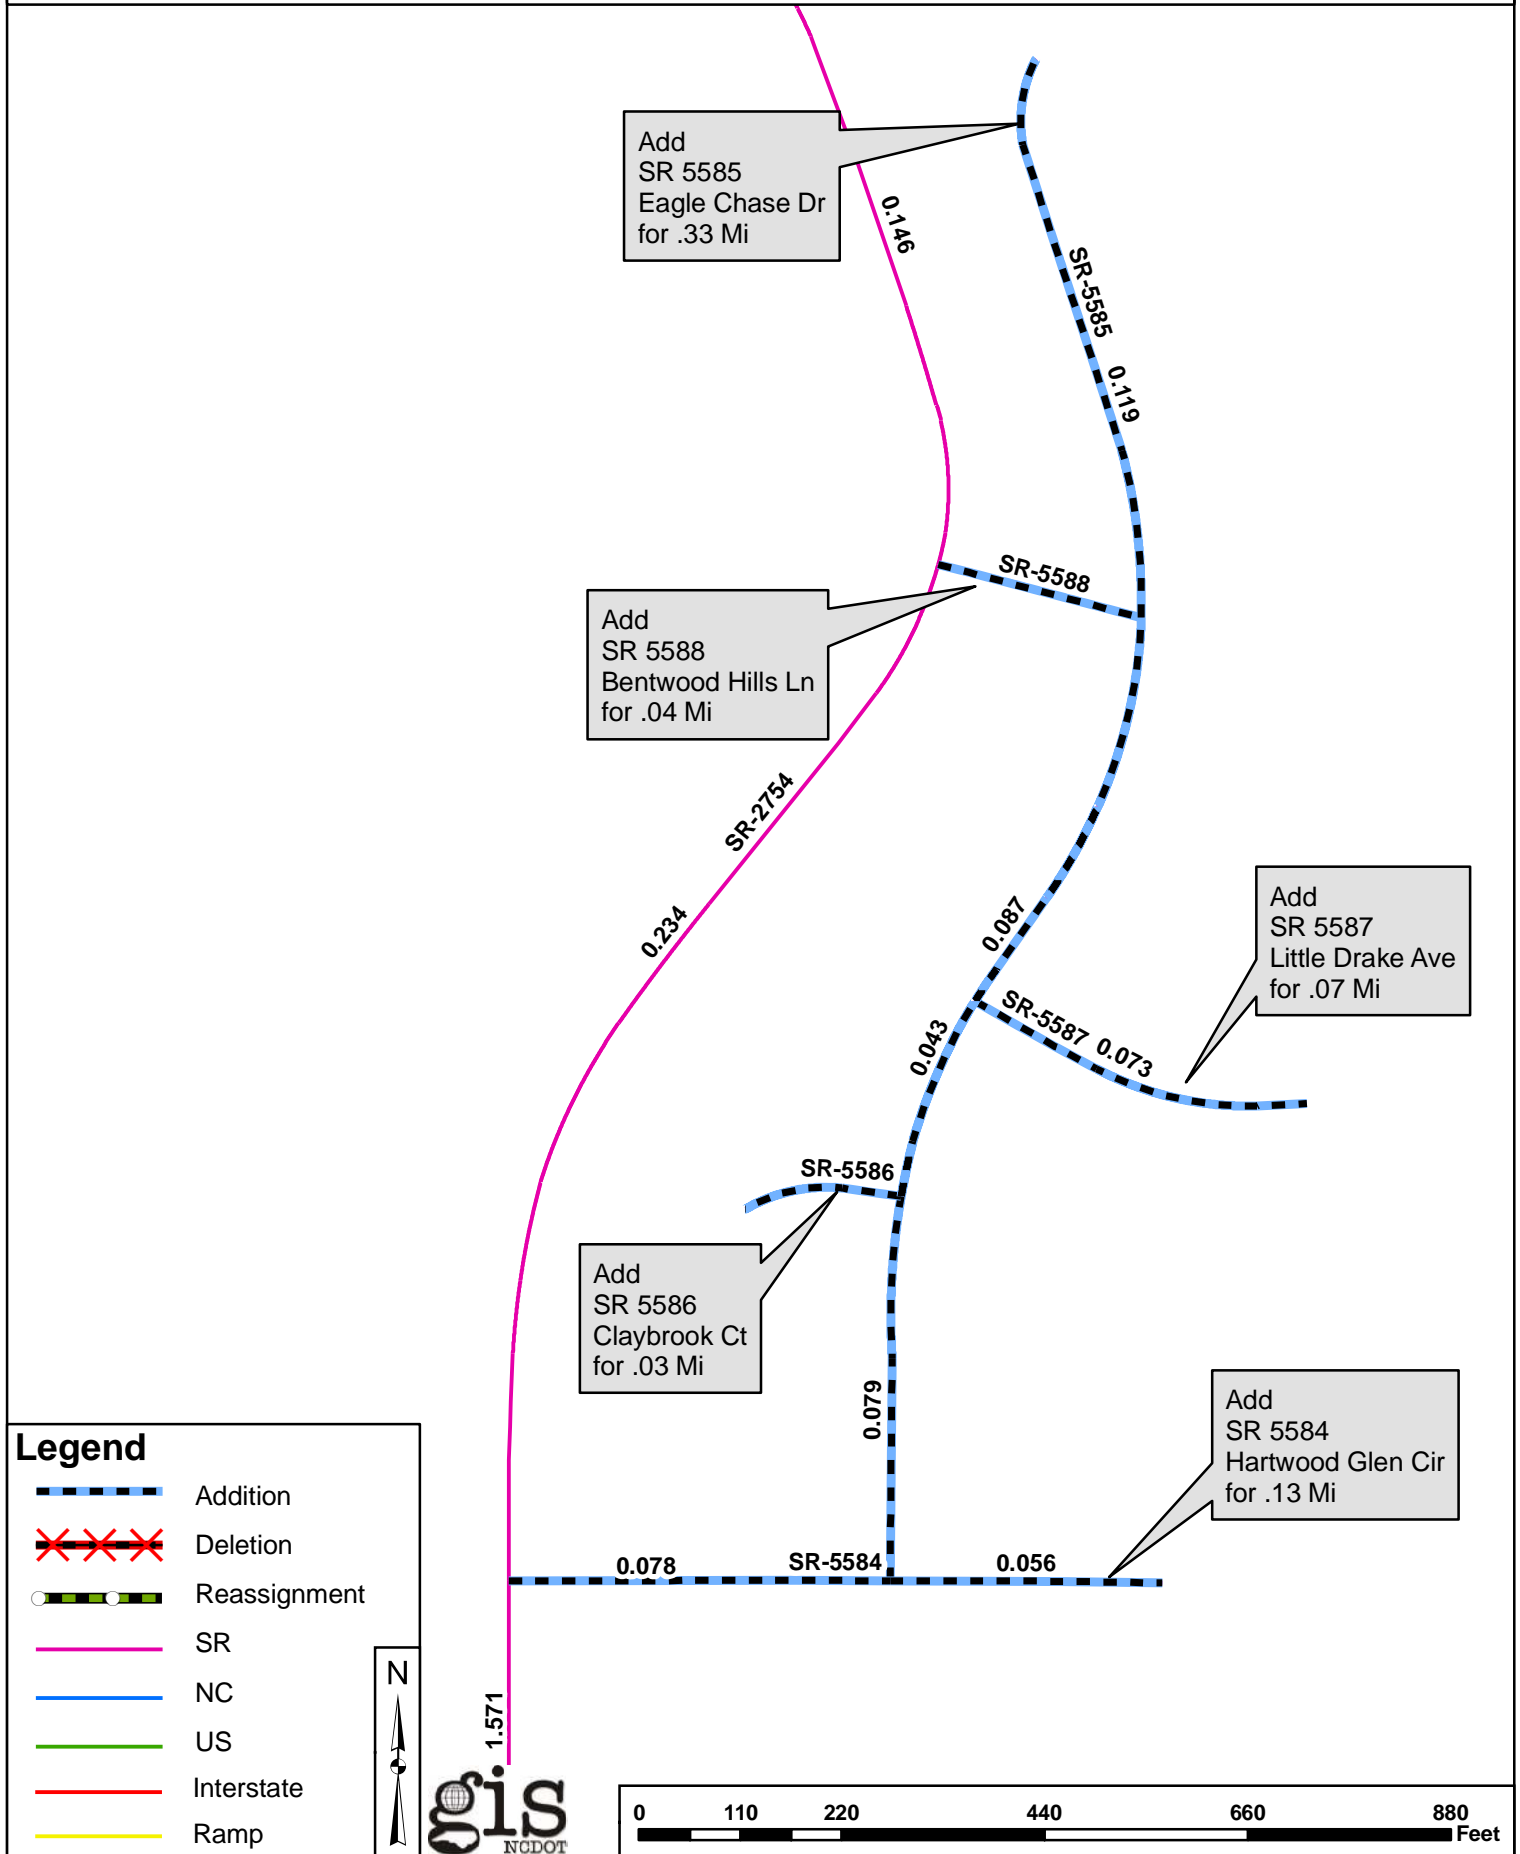 Add
SR 5585
Eagle Chase Dr
for .33 Mi
0.146
SR-5585
0.119
SR-5588
Add
SR 5588
Bentwood Hills Ln
for .04 Mi
SR-2754
0.234
0.087
Add
SR 5587
Little Drake Ave
for .07 Mi
SR-5587
0.073
0.043
SR-5586
Add
SR 5586
Claybrook Ct
for .03 Mi
0.079
Add
SR 5584
Hartwood Glen Cir
for .13 Mi
0.078
SR-5584
0.056
1.571
Legend
Addition
Deletion
Reassignment
SR
NC
US
Interstate
Ramp
N
gis
NCDOT
0 110 220 440 660 880
Feet